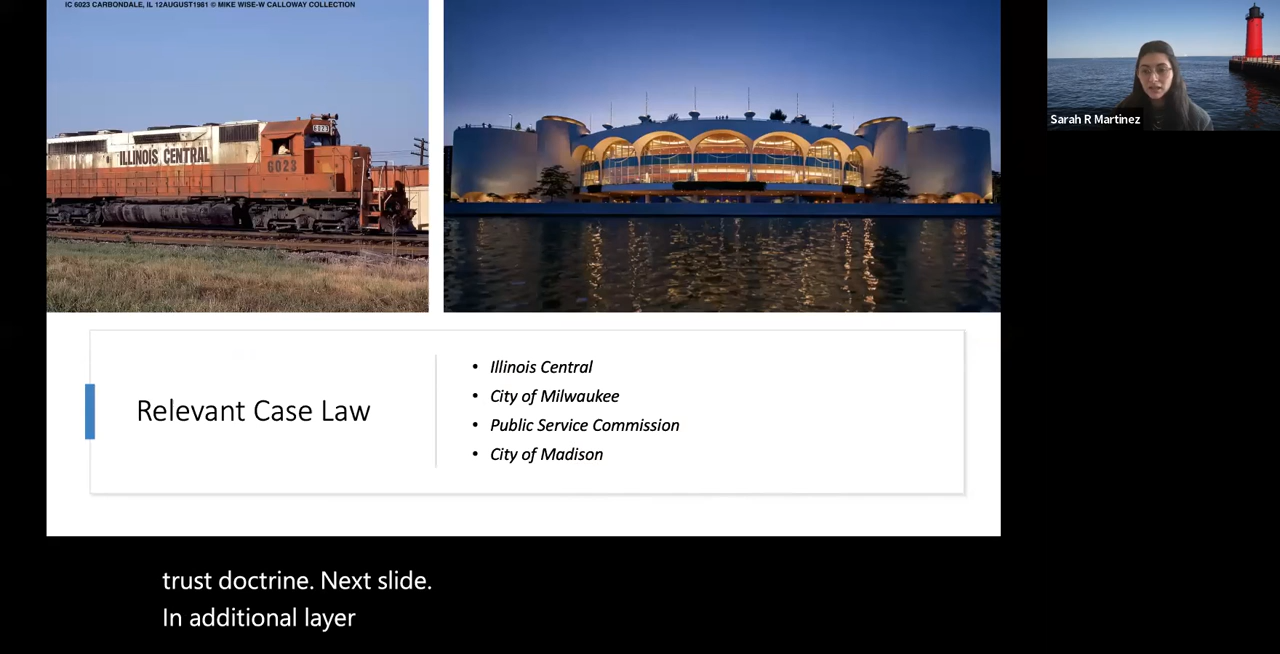 IC 6023 CARBONDALE, IL 12AUGUST1981 © MIKE WISE-W CALLOWAY COLLECTION
ILLINOIS CENTRAL
6023
6023
Sarah R Martinez
Relevant Case Law
• Illinois Central
• City of Milwaukee
• Public Service Commission
• City of Madison
trust doctrine. Next slide.
In additional layer